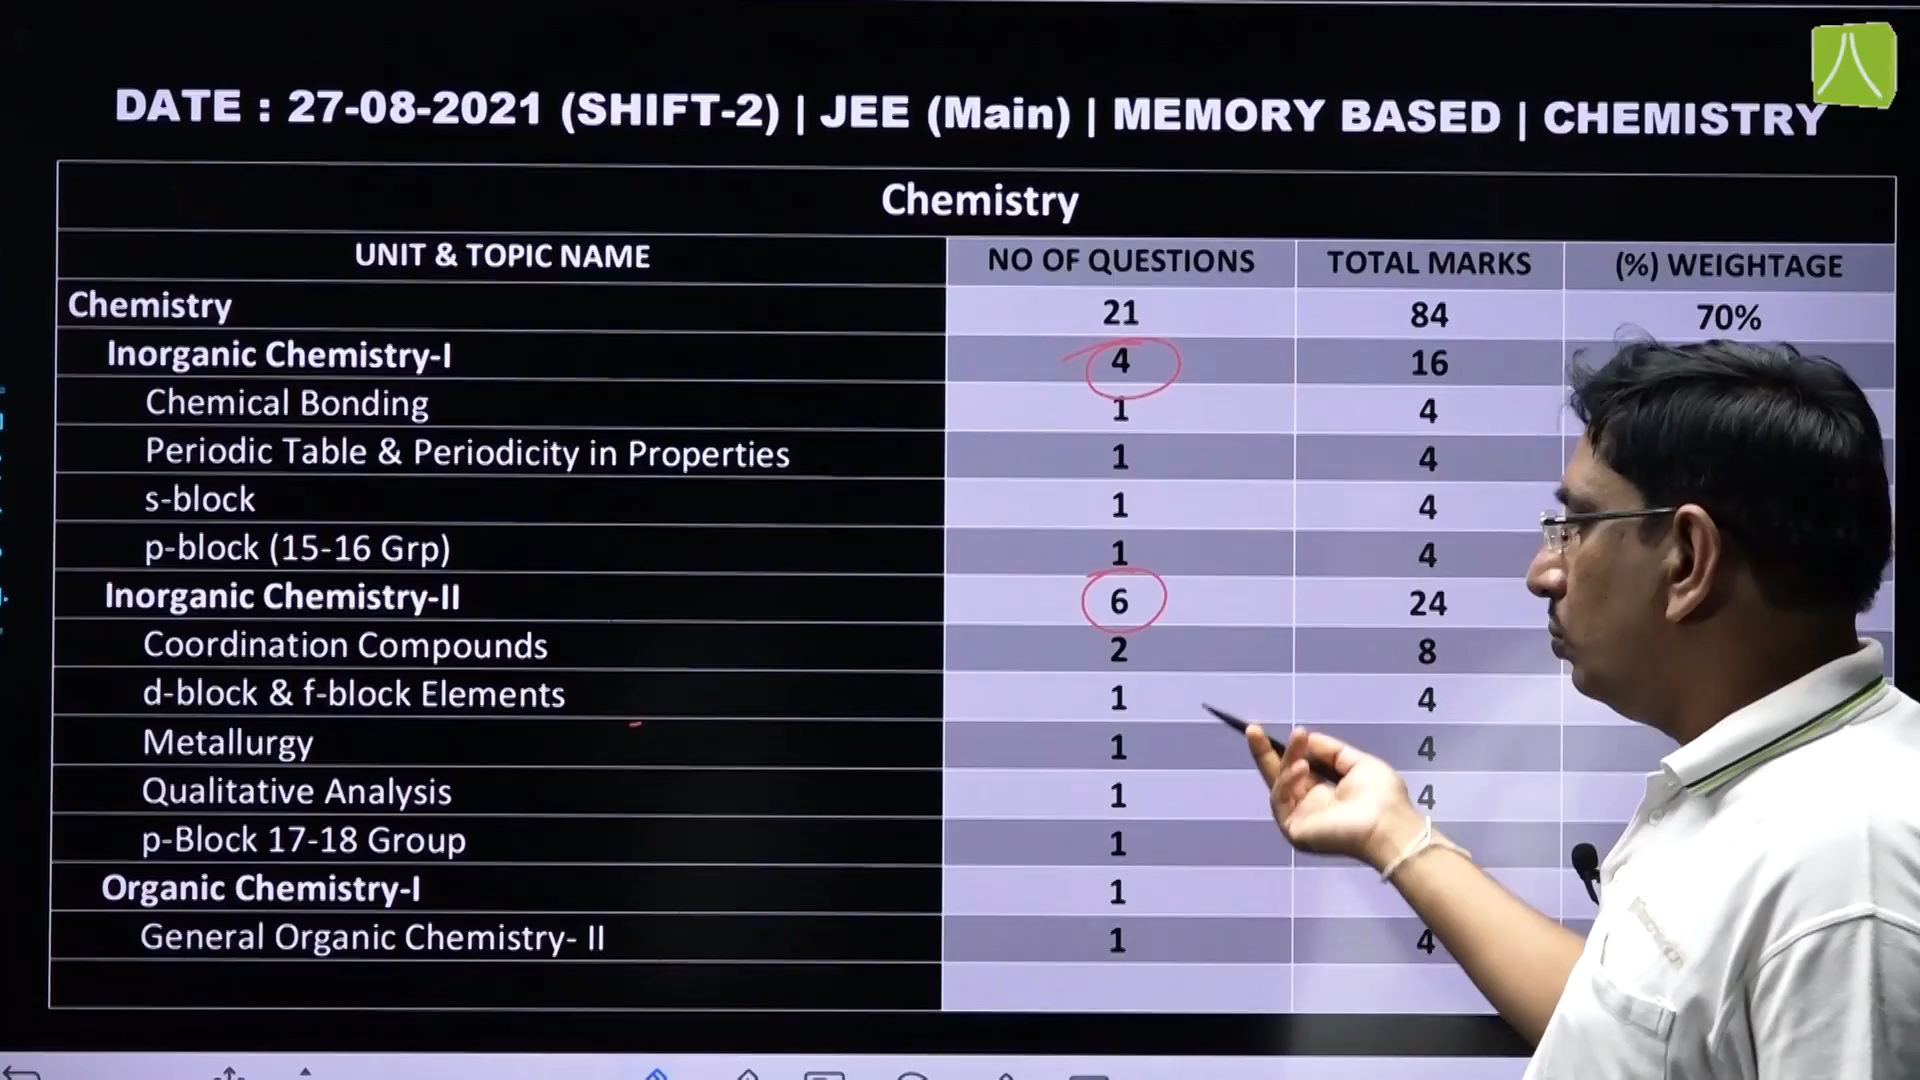 DATE : 27-08-2021 (SHIFT-2) | JEE (Main) | MEMORY BASED | CHEMISTRY
Chemistry
UNIT & TOPIC NAME NO OF QUESTIONS TOTAL MARKS (%) WEIGHTAGE
Chemistry 21 84 70%
Inorganic Chemistry-I 4 16
Chemical Bonding 1 4
Periodic Table & Periodicity in Properties 1 4
s-block 1 4
p-block (15-16 Grp) 1 4
Inorganic Chemistry-II 6 24
Coordination Compounds 2 8
d-block & f-block Elements 1 4
Metallurgy 1 4
Qualitative Analysis 1 4
p-Block 17-18 Group 1
Organic Chemistry-I 1
General Organic Chemistry- II 1 4